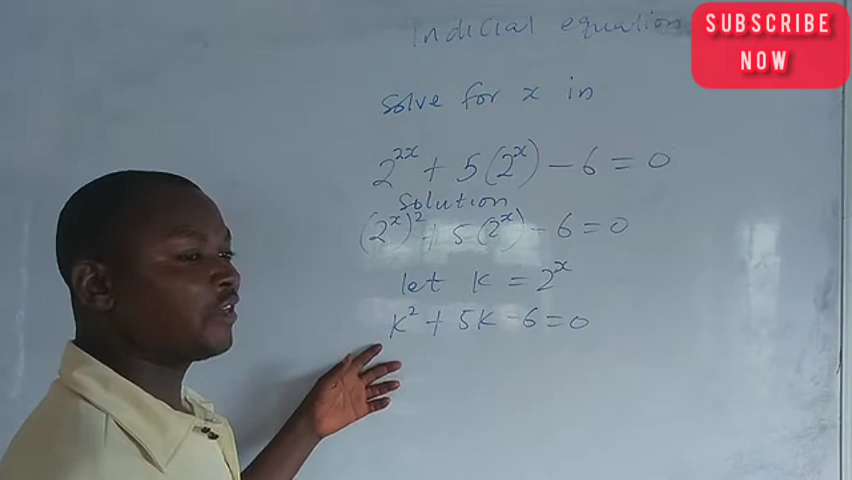 Indicial equation
SUBSCRIBE
NOW
solve for x in
2^{2x} + 5(2^x) - 6 = 0
Solution
(2^x)^2 + 5(2^x) - 6 = 0
let k = 2^x
k^2 + 5k - 6 = 0